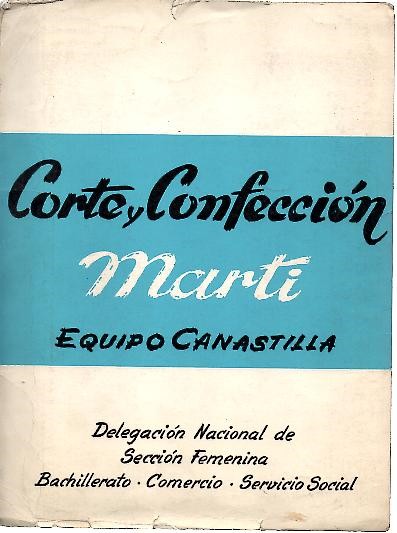 Corte y Confección
Martí
EQUIPO CANASTILLA
Delegación Nacional de
Sección Femenina
Bachillerato · Comercio · Servicio Social